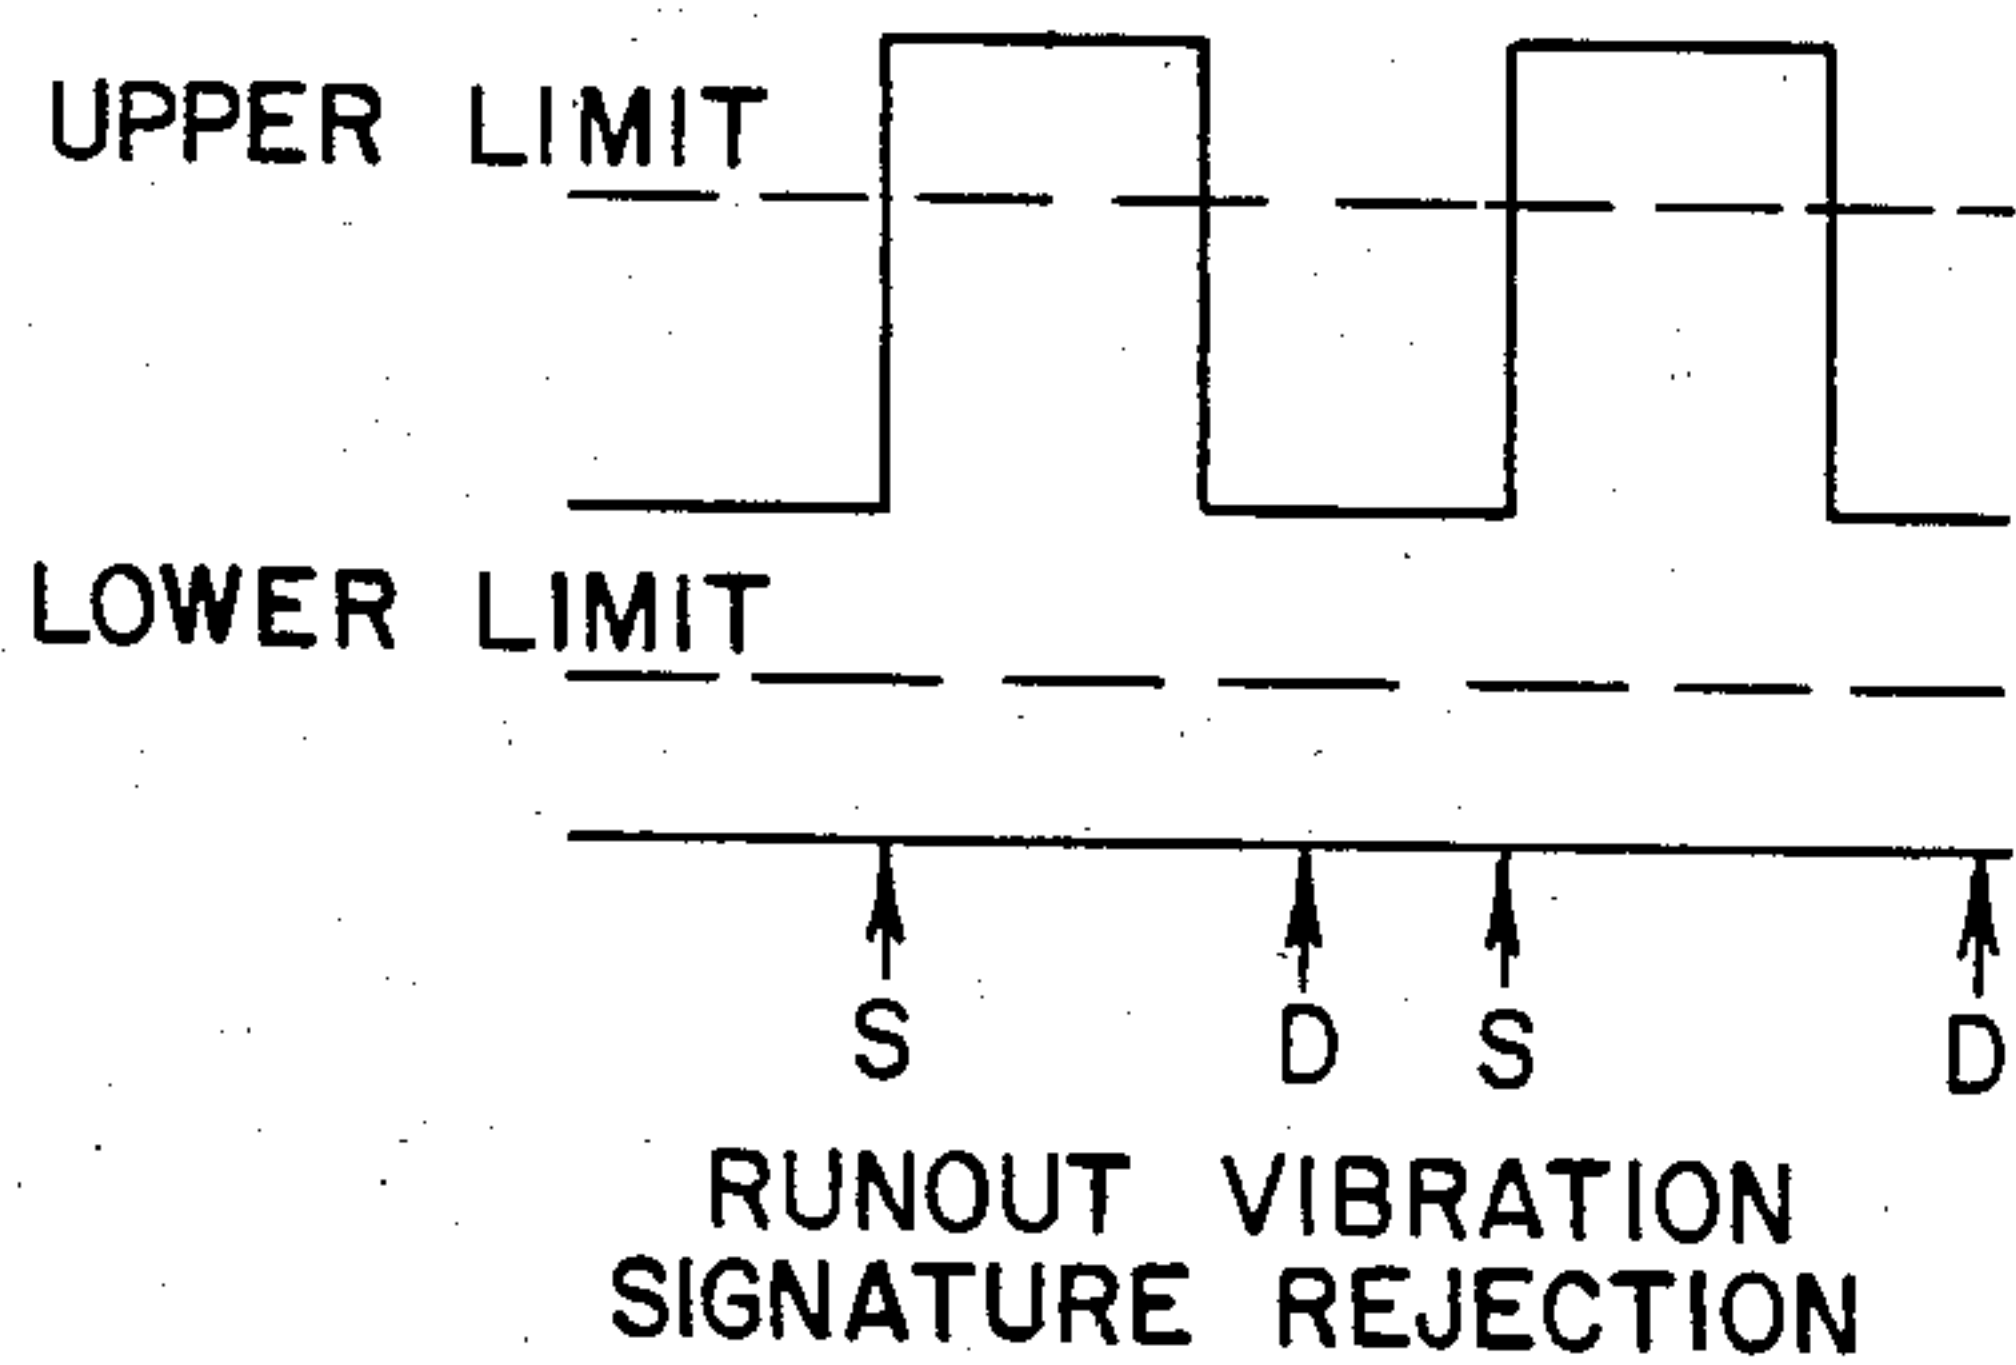 UPPER LIMIT
LOWER LIMIT
S D S D
RUNOUT VIBRATION
SIGNATURE REJECTION